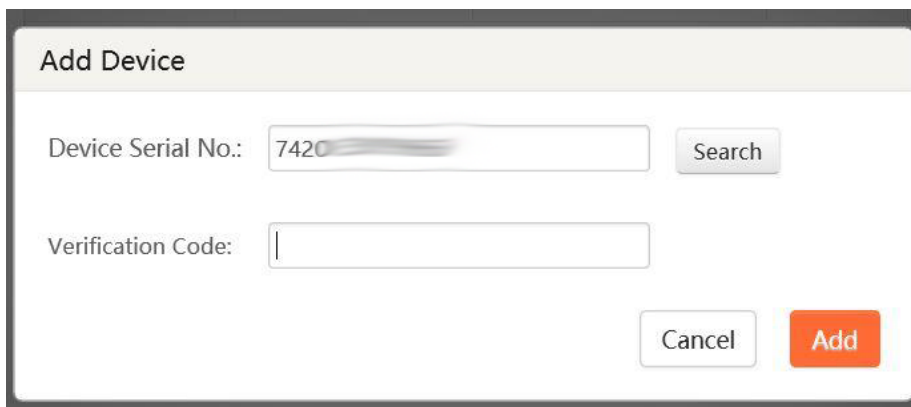 Add Device
Device Serial No.: 7420 Search
Verification Code:
Cancel Add